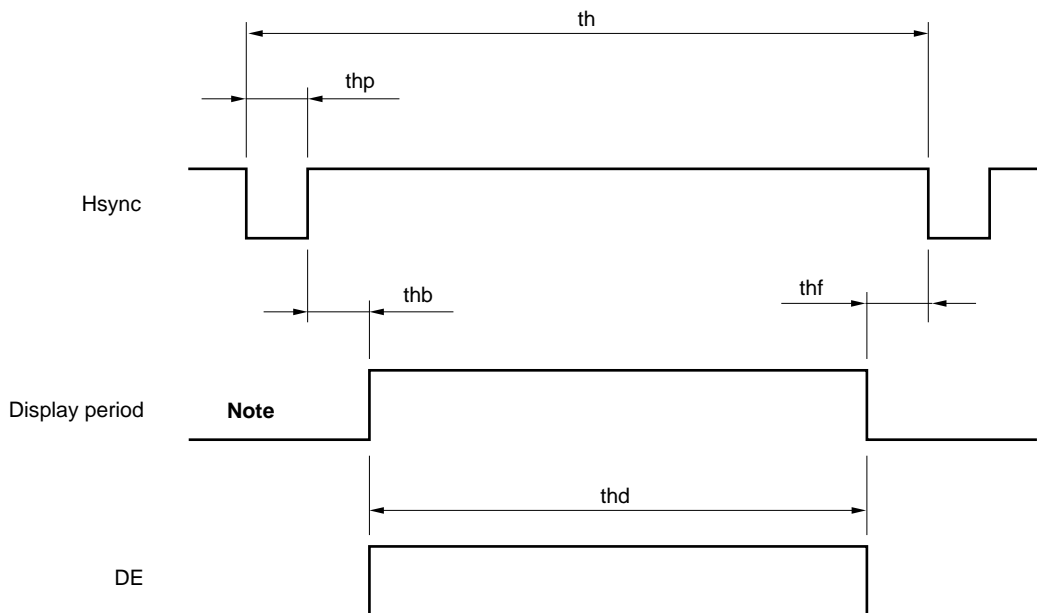 th
thp
Hsync
thb
thf
Display period
Note
thd
DE